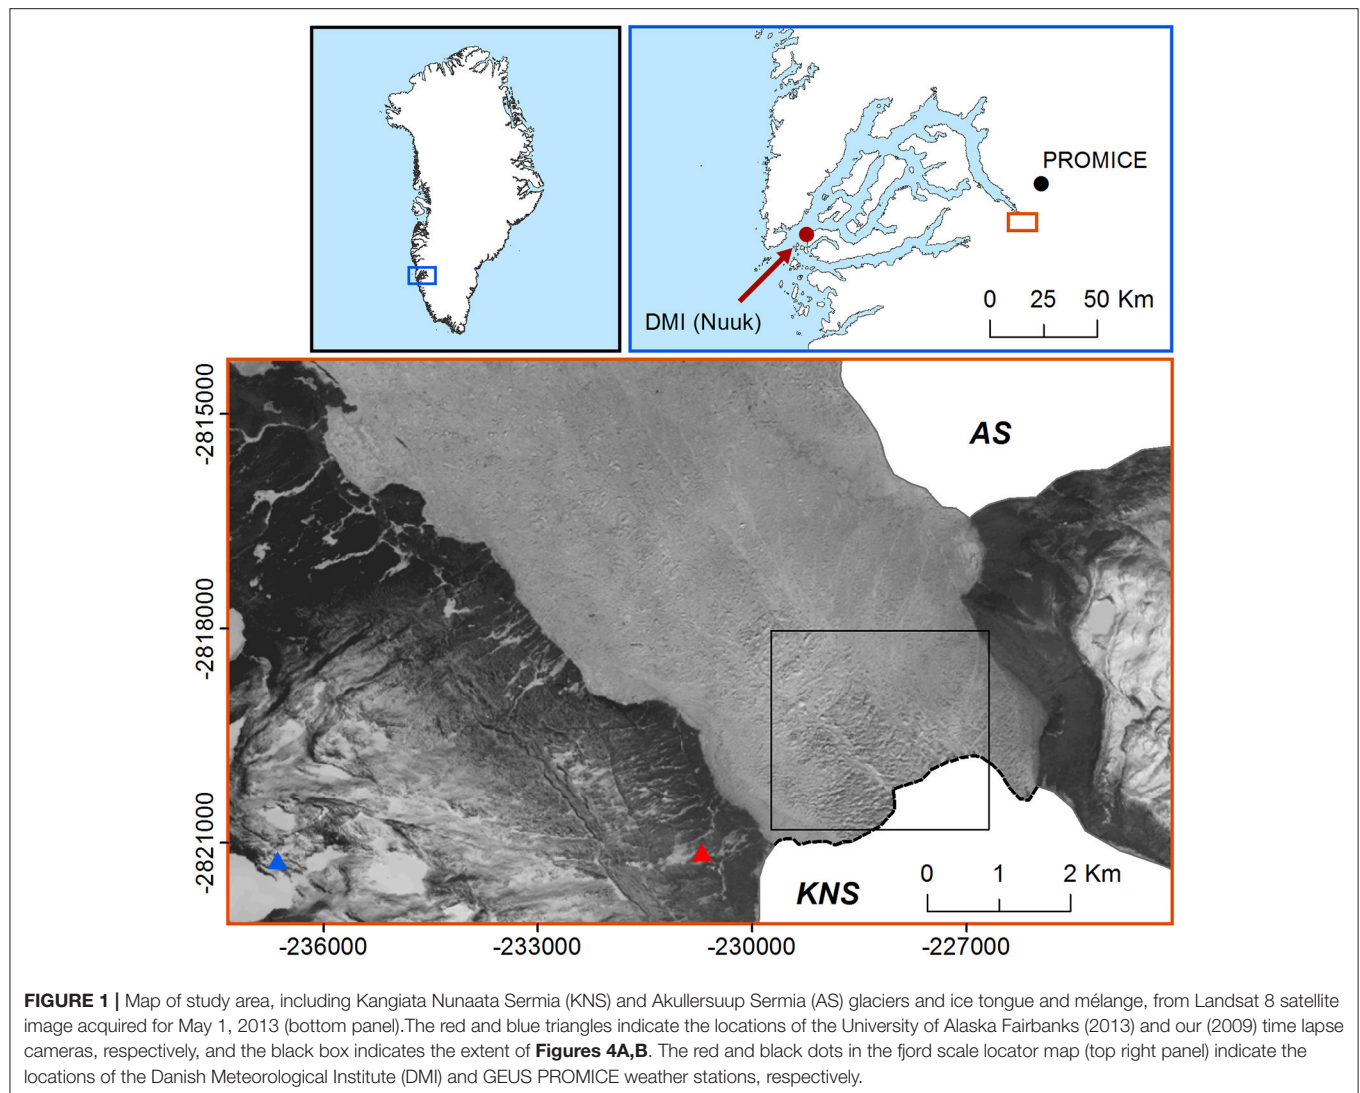 PROMICE
DMI (Nuuk)
0 25 50 Km
-2815000
-2818000
-2821000
AS
KNS
0 1 2 Km
-236000 -233000 -230000 -227000
FIGURE 1 | Map of study area, including Kangiata Nunaata Sermia (KNS) and Akullersuup Sermia (AS) glaciers and ice tongue and mélange, from Landsat 8 satellite
image acquired for May 1, 2013 (bottom panel).The red and blue triangles indicate the locations of the University of Alaska Fairbanks (2013) and our (2009) time lapse
cameras, respectively, and the black box indicates the extent of Figures 4A,B. The red and black dots in the fjord scale locator map (top right panel) indicate the
locations of the Danish Meteorological Institute (DMI) and GEUS PROMICE weather stations, respectively.